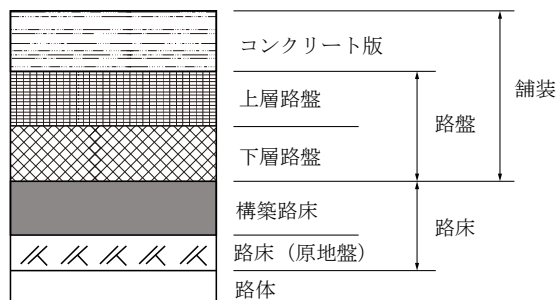 コンクリート版
上層路盤
下層路盤
構築路床
路床（原地盤）
路体
路盤
路床
舗装